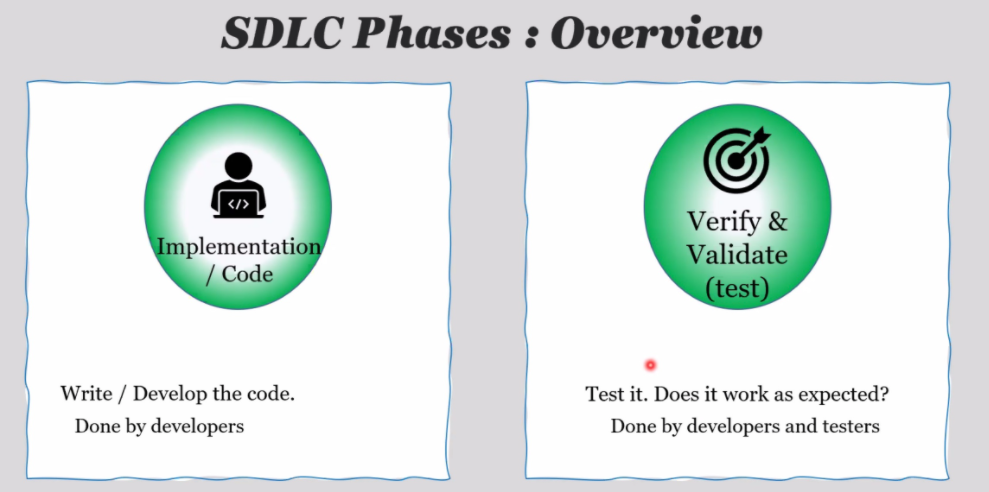 SDLC Phases : Overview
</>
Implementation
/ Code
Write / Develop the code.
Done by developers
Verify &
Validate
(test)
Test it. Does it work as expected?
Done by developers and testers